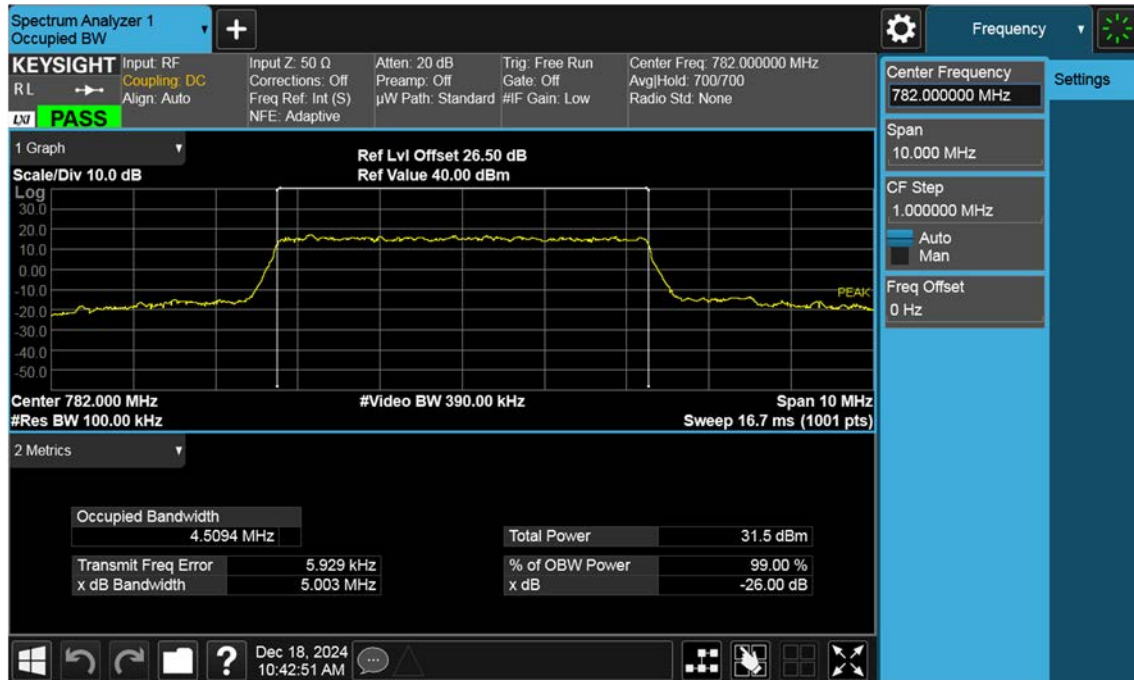 Spectrum Analyzer 1
Occupied BW
Frequency
KEYSIGHT
R L
LXI
PASS
Input: RF
Coupling: DC
Align: Auto
Input Z: 50 Ω
Corrections: Off
Freq Ref: Int (S)
NFE: Adaptive
Atten: 20 dB
Preamp: Off
µW Path: Standard
Trig: Free Run
Gate: Off
#IF Gain: Low
Center Freq: 782.000000 MHz
Avg|Hold: 700/700
Radio Std: None
1 Graph
Scale/Div 10.0 dB
Ref Lvl Offset 26.50 dB
Ref Value 40.00 dBm
Log
30.0
20.0
10.0
0.00
-10.0
-20.0
-30.0
-40.0
-50.0
PEAK
Center 782.000 MHz
#Video BW 390.00 kHz
Span 10 MHz
#Res BW 100.00 kHz
Sweep 16.7 ms (1001 pts)
2 Metrics
Occupied Bandwidth
4.5094 MHz
Total Power 31.5 dBm
Transmit Freq Error 5.929 kHz
% of OBW Power 99.00 %
x dB Bandwidth 5.003 MHz
x dB -26.00 dB
Center Frequency
782.000000 MHz
Settings
Span
10.000 MHz
CF Step
1.000000 MHz
Auto
Man
Freq Offset
0 Hz
?
Dec 18, 2024
10:42:51 AM